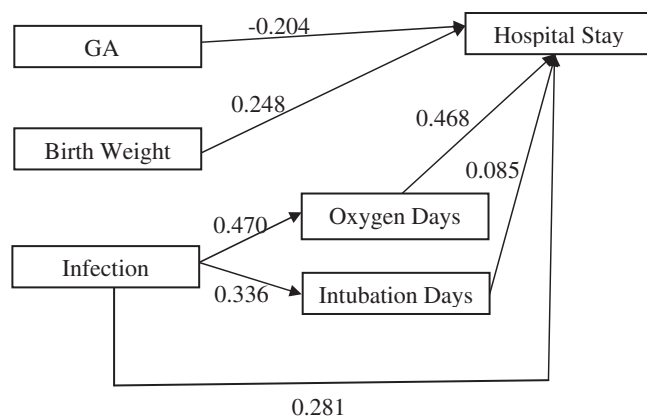 -0.204
Hospital Stay
GA
0.248
0.468
Birth Weight
0.085
Oxygen Days
0.470
Infection
0.336
Intubation Days
0.281